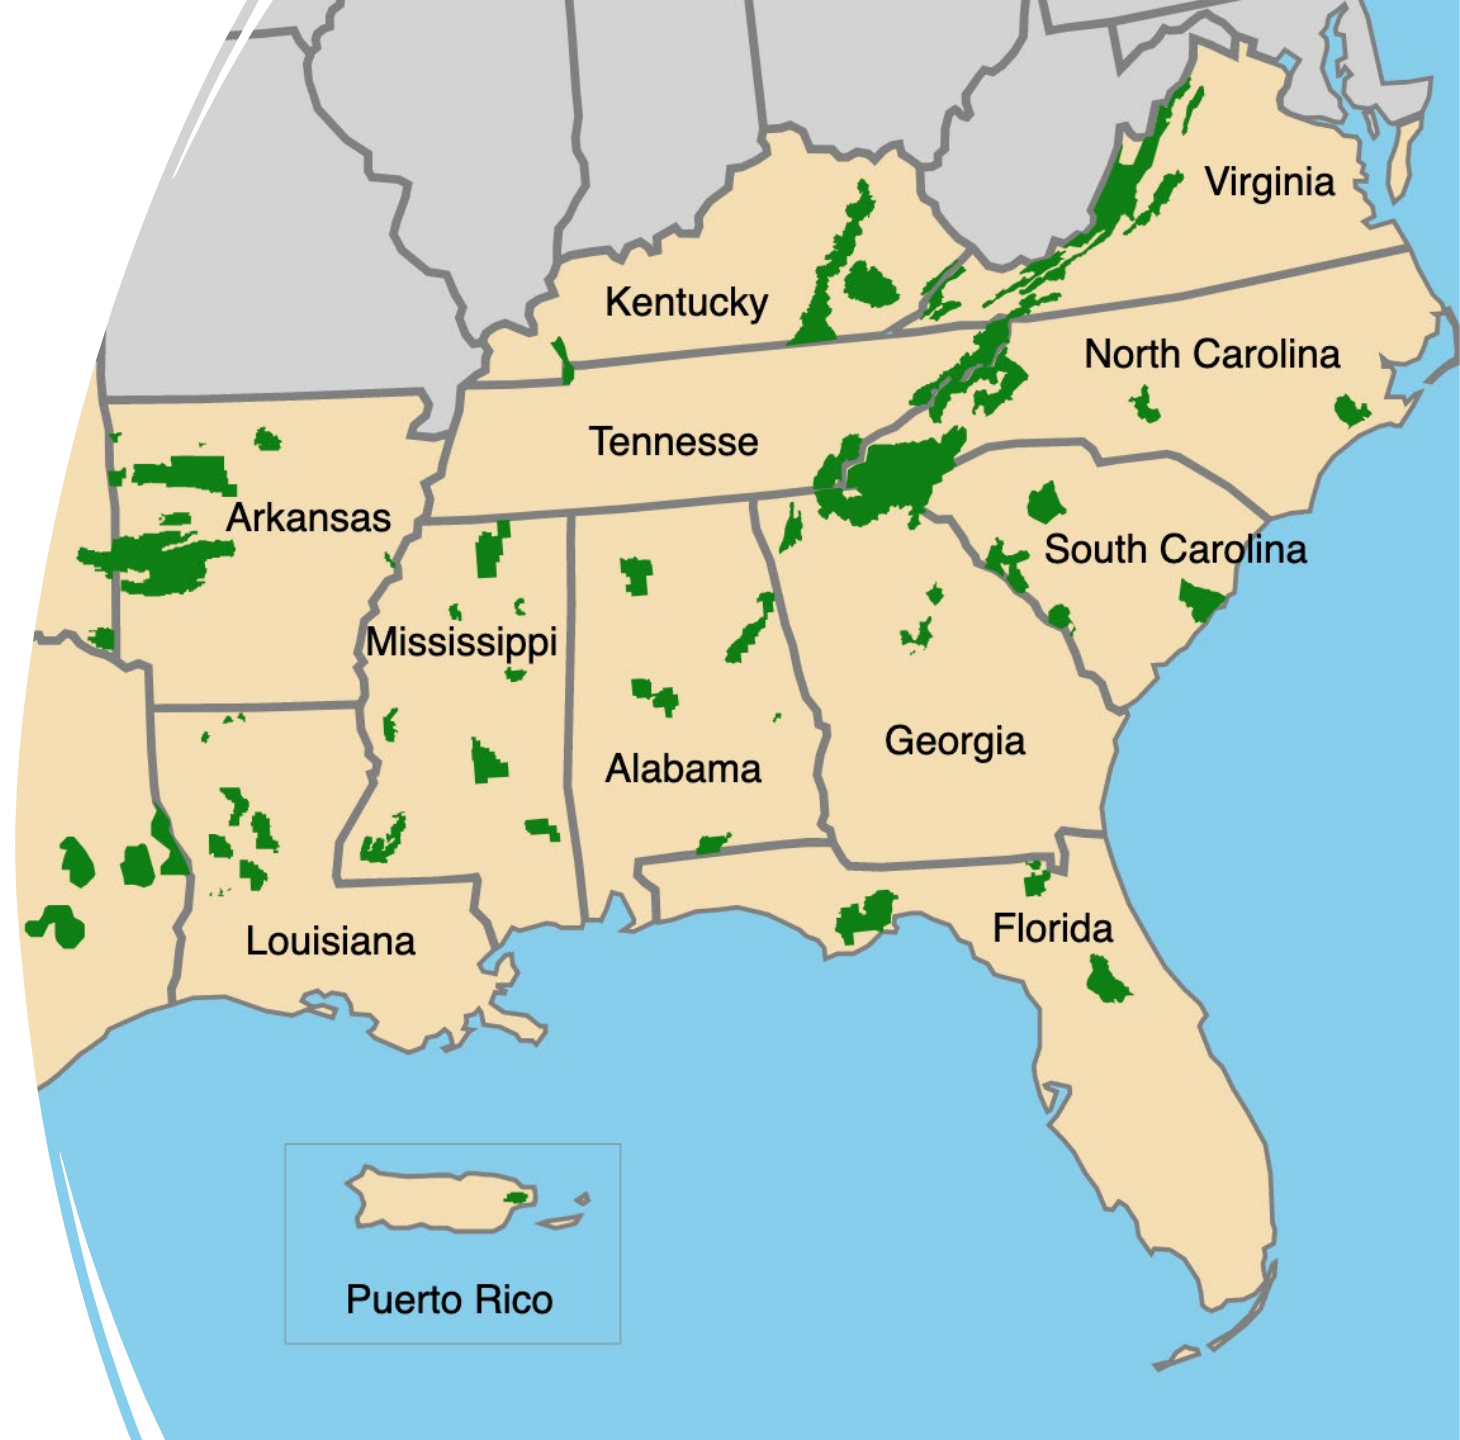 Virginia
Kentucky
North Carolina
Tennesse
Arkansas
South Carolina
Mississippi
Georgia
Alabama
Florida
Louisiana
Puerto Rico